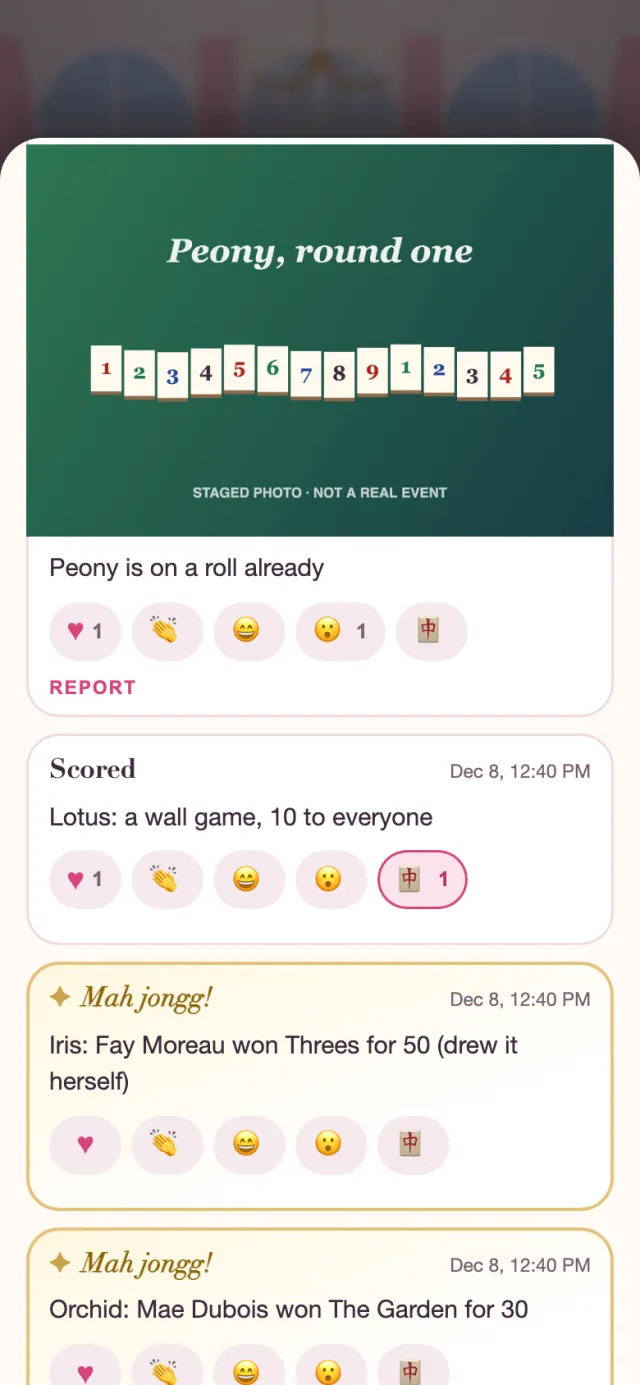 Peony, round one
1 2 3 4 5 6 7 8 9 1 2 3 4 5
STAGED PHOTO · NOT A REAL EVENT
Peony is on a roll already
♥ 1 👏 😄 😮 1 🀄
REPORT
Scored Dec 8, 12:40 PM
Lotus: a wall game, 10 to everyone
♥ 1 👏 😄 😮 🀄 1
✦ Mah jongg! Dec 8, 12:40 PM
Iris: Fay Moreau won Threes for 50 (drew it
herself)
♥ 👏 😄 😮 🀄
✦ Mah jongg! Dec 8, 12:40 PM
Orchid: Mae Dubois won The Garden for 30
♥ 👏 😄 😮 🀄